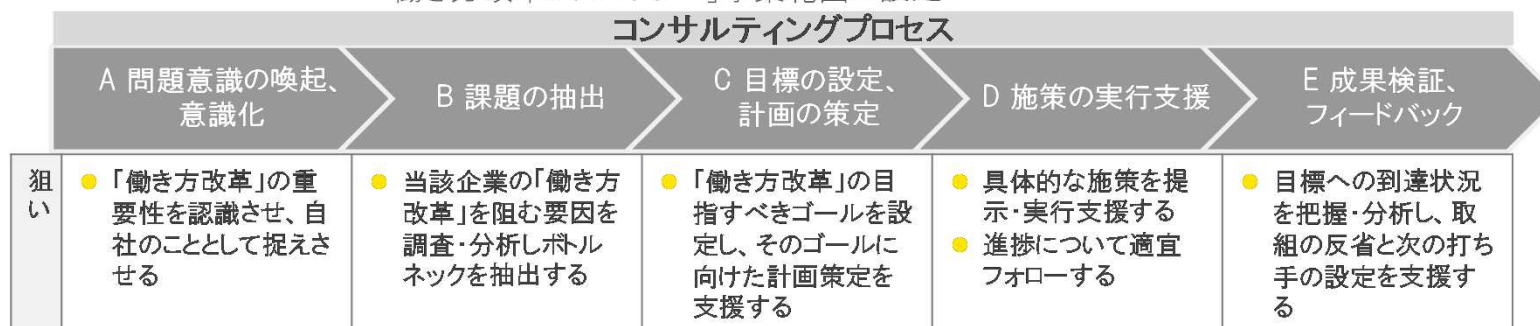 コンサルティングプロセス
A 問題意識の喚起、
意識化
B 課題の抽出
C 目標の設定、
計画の策定
D 施策の実行支援
E 成果検証、
フィードバック
狙
い
「働き方改革」の重
要性を認識させ、自
社のこととして捉えさ
せる
当該企業の「働き方
改革」を阻む要因を
調査・分析しボトル
ネックを抽出する
「働き方改革」の目
指すべきゴールを設
定し、そのゴールに
向けた計画策定を
支援する
具体的な施策を提
示・実行支援する
進捗について適宜
フォローする
目標への到達状況
を把握・分析し、取
組の反省と次の打ち
手の設定を支援す
る